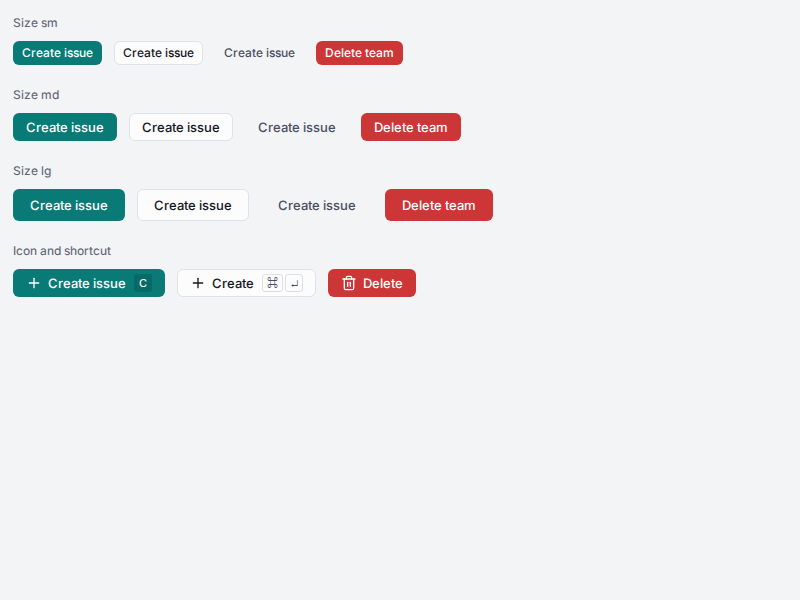 Size sm
Create issue Create issue Create issue Delete team
Size md
Create issue Create issue Create issue Delete team
Size lg
Create issue Create issue Create issue Delete team
Icon and shortcut
Create issue C Create ⌘ ↵ Delete